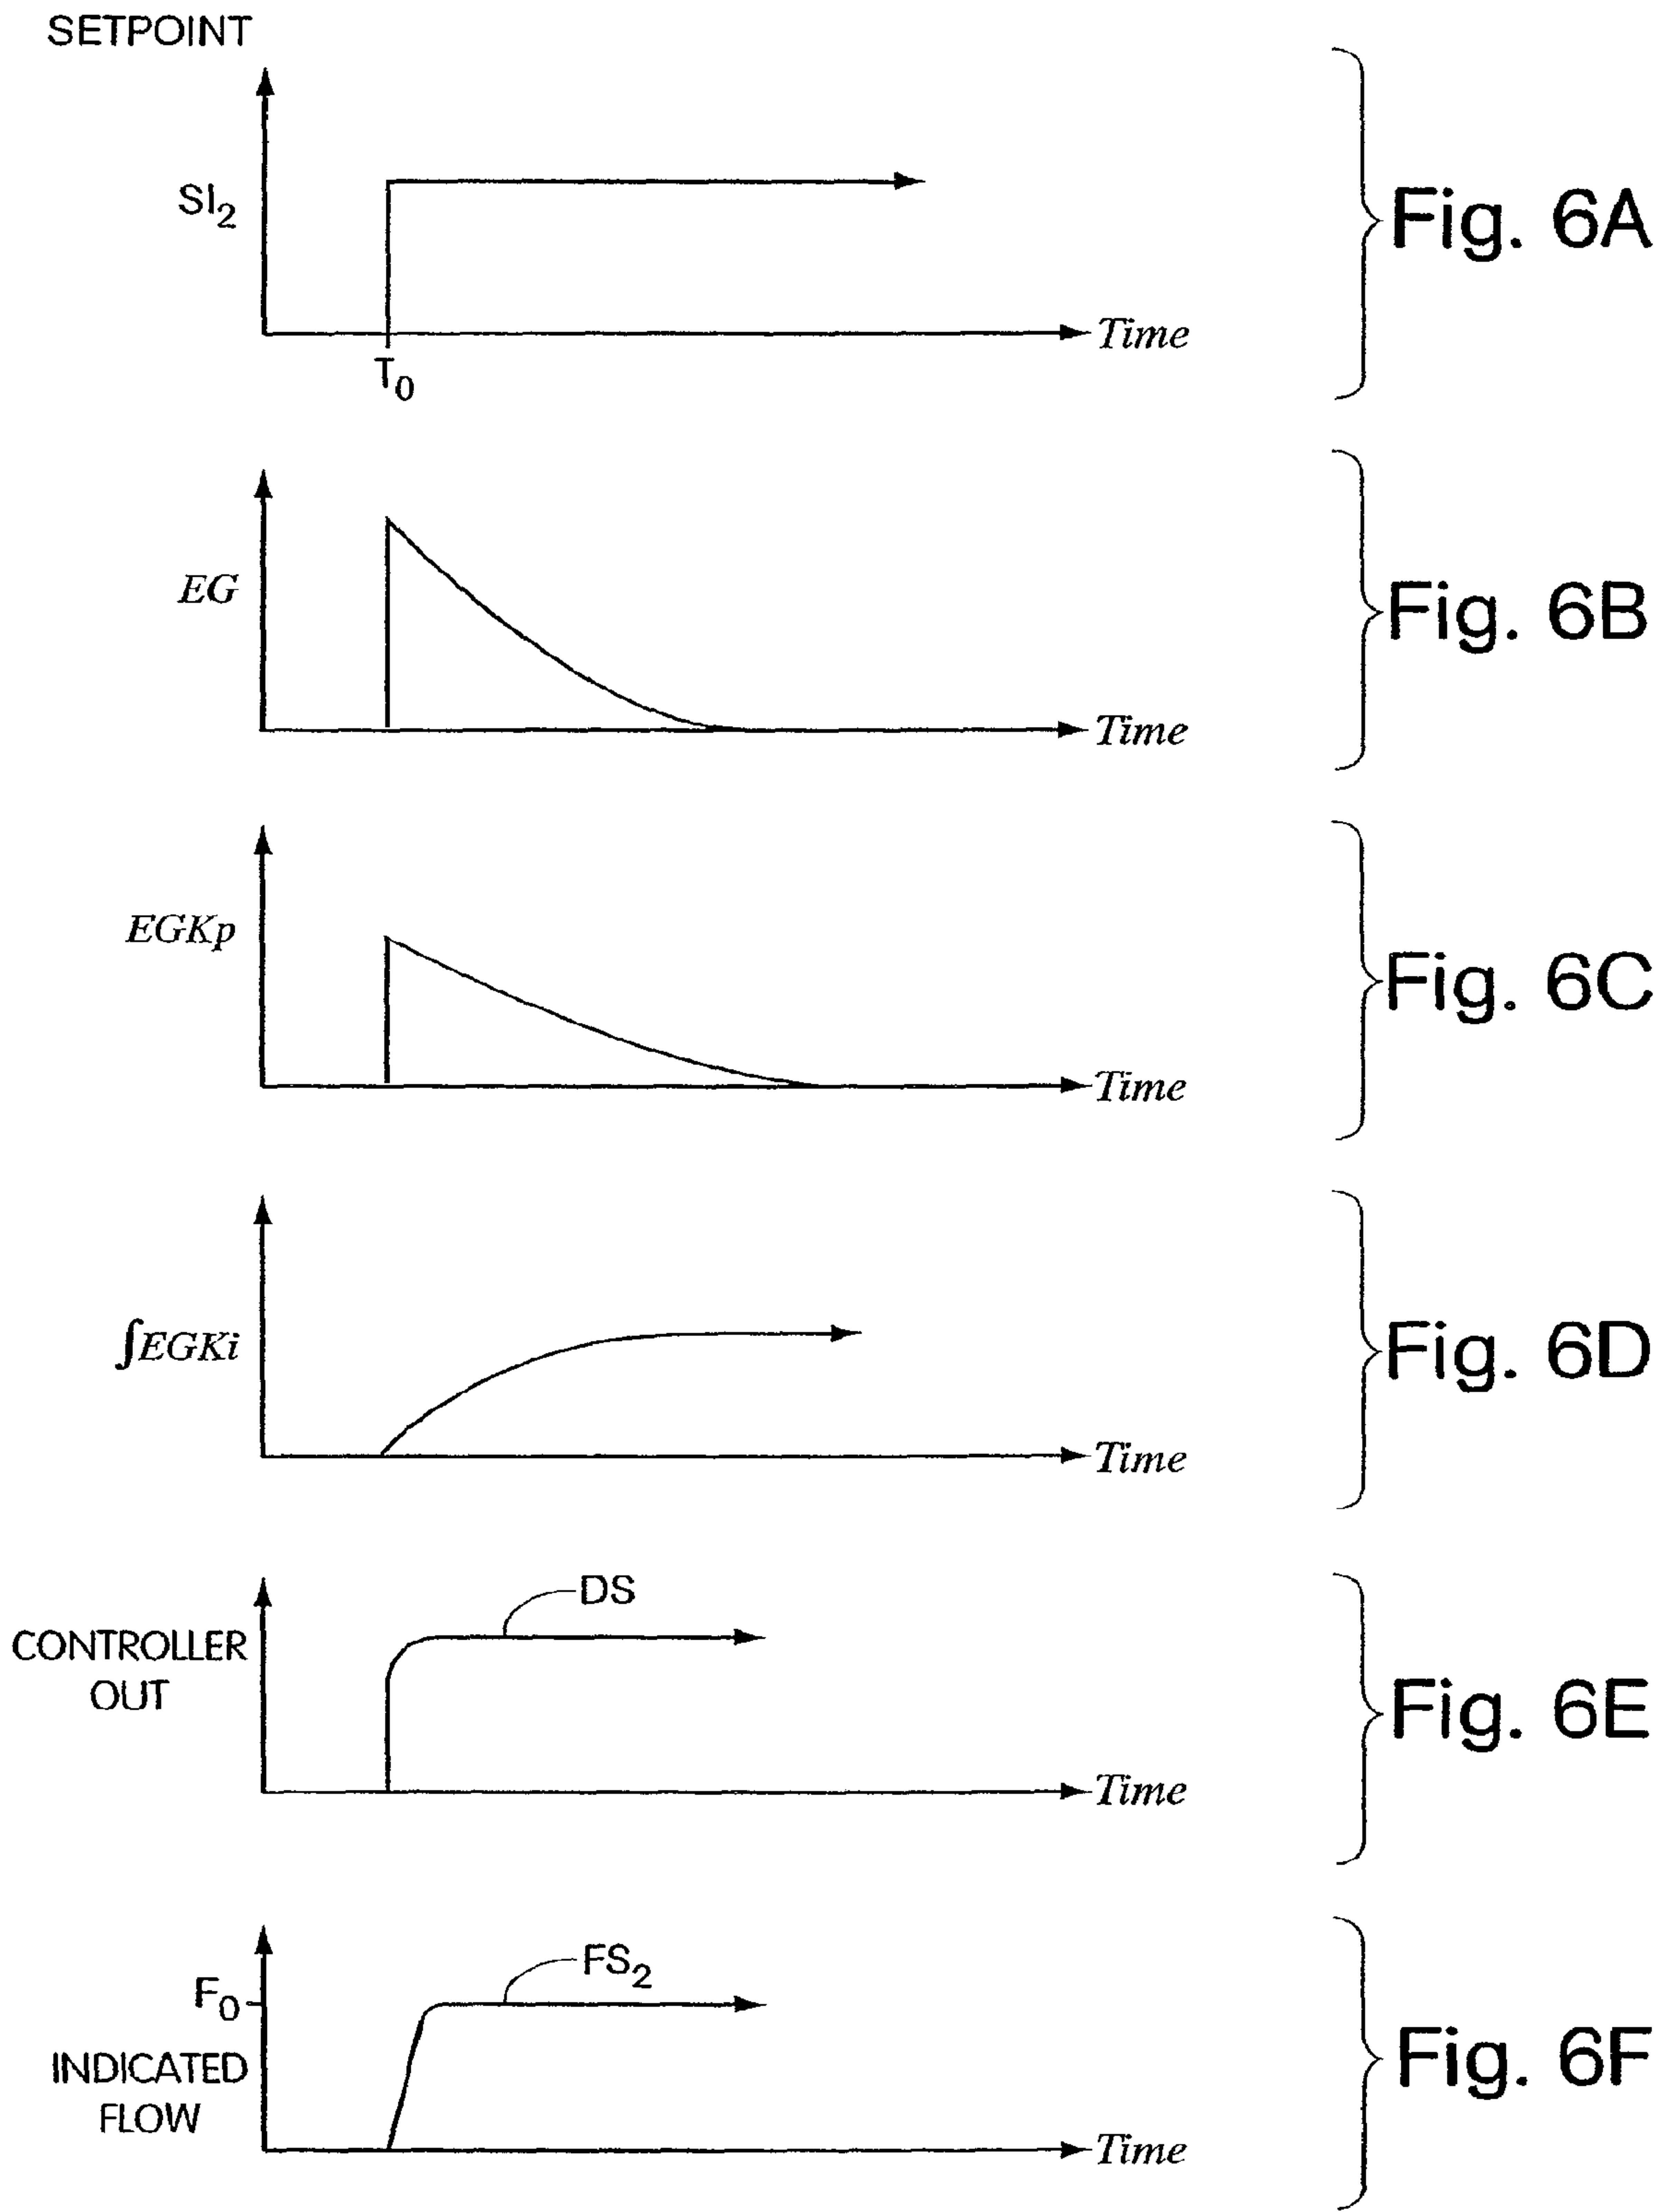 SETPOINT
SI₂
T₀
Time
Fig. 6A
EG
Time
Fig. 6B
EGKp
Time
Fig. 6C
∫EGKi
Time
Fig. 6D
DS
CONTROLLER
OUT
Time
Fig. 6E
FS₂
F₀
INDICATED
FLOW
Time
Fig. 6F